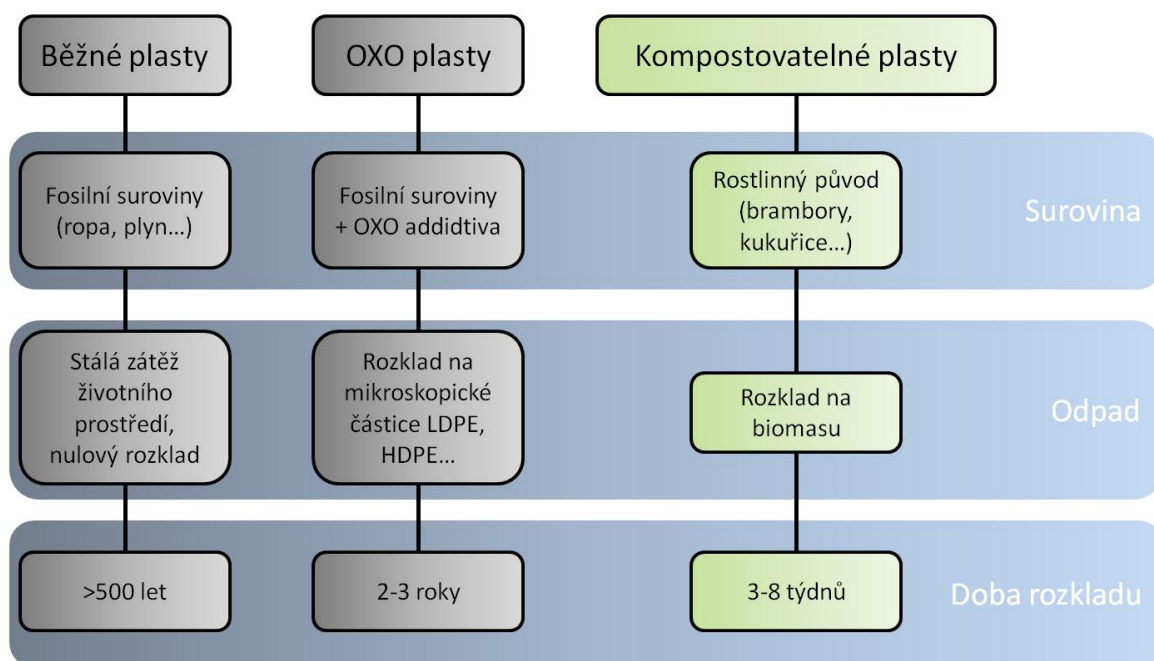 Běžné plasty
OXO plasty
Kompostovatelné plasty
Fosilní suroviny
(ropa, plyn...)
Fosilní suroviny
+ OXO addidtiva
Rostlinný původ
(brambory,
kukuřice...)
Surovina
Stálá zátěž
životního
prostředí,
nulový rozklad
Rozklad na
mikroskopické
částice LDPE,
HDPE...
Rozklad na
biomasu
Odpad
>500 let
2-3 roky
3-8 týdnů
Doba rozkladu